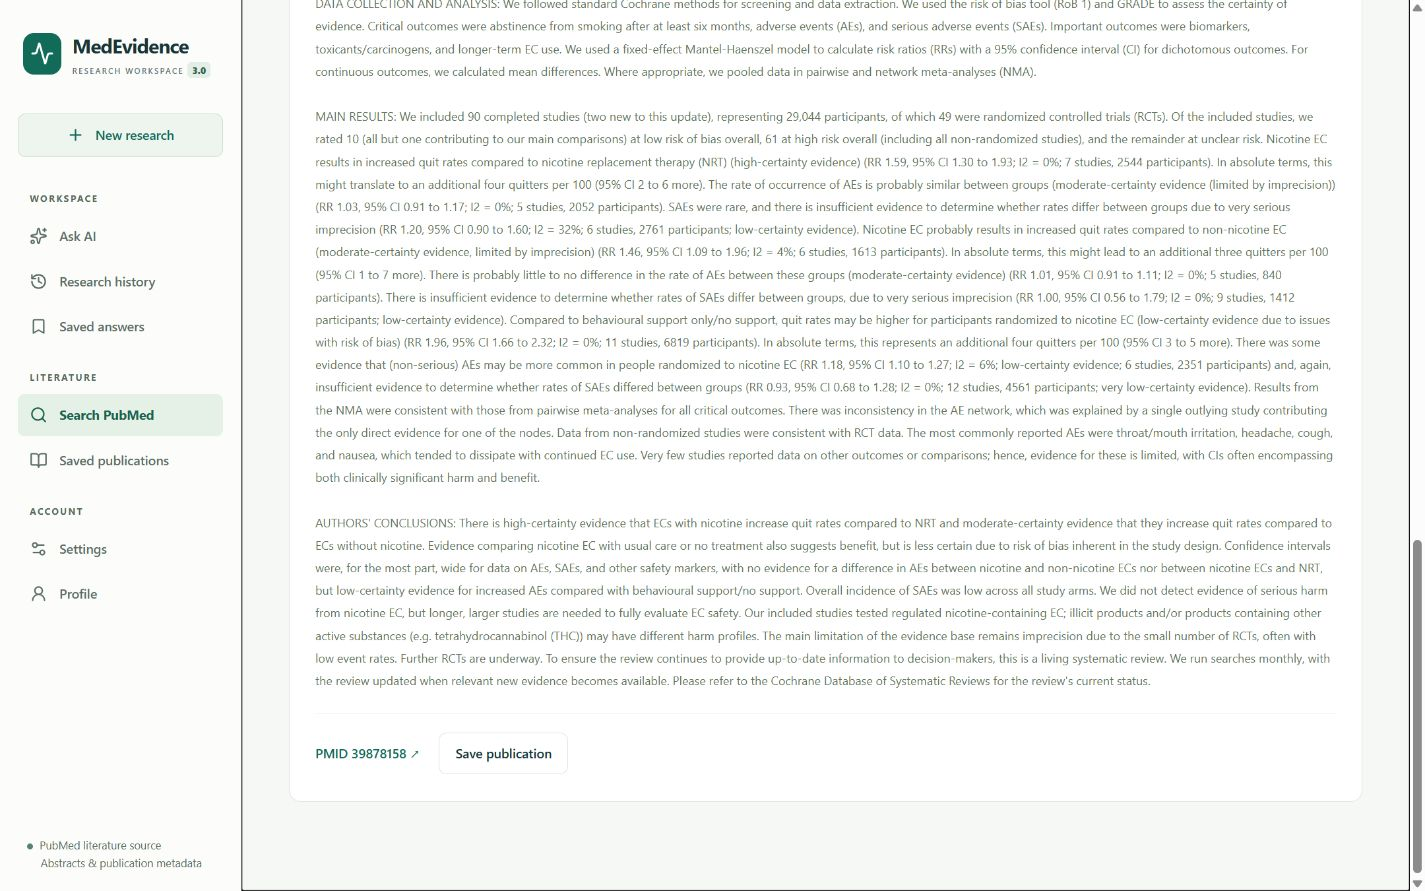 MedEvidence
RESEARCH WORKSPACE 3.0
New research
WORKSPACE
Ask AI
Research history
Saved answers
LITERATURE
Search PubMed
Saved publications
ACCOUNT
Settings
Profile
PubMed literature source
Abstracts & publication metadata
DATA COLLECTION AND ANALYSIS: We followed standard Cochrane methods for screening and data extraction. We used the risk of bias tool (RoB 1) and GRADE to assess the certainty of
evidence. Critical outcomes were abstinence from smoking after at least six months, adverse events (AEs), and serious adverse events (SAEs). Important outcomes were biomarkers,
toxicants/carcinogens, and longer-term EC use. We used a fixed-effect Mantel-Haenszel model to calculate risk ratios (RRs) with a 95% confidence interval (CI) for dichotomous outcomes. For
continuous outcomes, we calculated mean differences. Where appropriate, we pooled data in pairwise and network meta-analyses (NMA).
MAIN RESULTS: We included 90 completed studies (two new to this update), representing 29,044 participants, of which 49 were randomized controlled trials (RCTs). Of the included studies, we
rated 10 (all but one contributing to our main comparisons) at low risk of bias overall, 61 at high risk overall (including all non-randomized studies), and the remainder at unclear risk. Nicotine EC
results in increased quit rates compared to nicotine replacement therapy (NRT) (high-certainty evidence) (RR 1.59, 95% CI 1.30 to 1.93; I2 = 0%; 7 studies, 2544 participants). In absolute terms, this
might translate to an additional four quitters per 100 (95% CI 2 to 6 more). The rate of occurrence of AEs is probably similar between groups (moderate-certainty evidence (limited by imprecision))
(RR 1.03, 95% CI 0.91 to 1.17; I2 = 0%; 5 studies, 2052 participants). SAEs were rare, and there is insufficient evidence to determine whether rates differ between groups due to very serious
imprecision (RR 1.20, 95% CI 0.90 to 1.60; I2 = 32%; 6 studies, 2761 participants; low-certainty evidence). Nicotine EC probably results in increased quit rates compared to non-nicotine EC
(moderate-certainty evidence, limited by imprecision) (RR 1.46, 95% CI 1.09 to 1.96; I2 = 4%; 6 studies, 1613 participants). In absolute terms, this might lead to an additional three quitters per 100
(95% CI 1 to 7 more). There is probably little to no difference in the rate of AEs between these groups (moderate-certainty evidence) (RR 1.01, 95% CI 0.91 to 1.11; I2 = 0%; 5 studies, 840
participants). There is insufficient evidence to determine whether rates of SAEs differ between groups, due to very serious imprecision (RR 1.00, 95% CI 0.56 to 1.79; I2 = 0%; 9 studies, 1412
participants; low-certainty evidence). Compared to behavioural support only/no support, quit rates may be higher for participants randomized to nicotine EC (low-certainty evidence due to issues
with risk of bias) (RR 1.96, 95% CI 1.66 to 2.32; I2 = 0%; 11 studies, 6819 participants). In absolute terms, this represents an additional four quitters per 100 (95% CI 3 to 5 more). There was some
evidence that (non-serious) AEs may be more common in people randomized to nicotine EC (RR 1.18, 95% CI 1.10 to 1.27; I2 = 6%; low-certainty evidence; 6 studies, 2351 participants) and, again,
insufficient evidence to determine whether rates of SAEs differed between groups (RR 0.93, 95% CI 0.68 to 1.28; I2 = 0%; 12 studies, 4561 participants; very low-certainty evidence). Results from
the NMA were consistent with those from pairwise meta-analyses for all critical outcomes. There was inconsistency in the AE network, which was explained by a single outlying study contributing
the only direct evidence for one of the nodes. Data from non-randomized studies were consistent with RCT data. The most commonly reported AEs were throat/mouth irritation, headache, cough,
and nausea, which tended to dissipate with continued EC use. Very few studies reported data on other outcomes or comparisons; hence, evidence for these is limited, with CIs often encompassing
both clinically significant harm and benefit.
AUTHORS' CONCLUSIONS: There is high-certainty evidence that ECs with nicotine increase quit rates compared to NRT and moderate-certainty evidence that they increase quit rates compared to
ECs without nicotine. Evidence comparing nicotine EC with usual care or no treatment also suggests benefit, but is less certain due to risk of bias inherent in the study design. Confidence intervals
were, for the most part, wide for data on AEs, SAEs, and other safety markers, with no evidence for a difference in AEs between nicotine and non-nicotine ECs nor between nicotine ECs and NRT,
but low-certainty evidence for increased AEs compared with behavioural support/no support. Overall incidence of SAEs was low across all study arms. We did not detect evidence of serious harm
from nicotine EC, but longer, larger studies are needed to fully evaluate EC safety. Our included studies tested regulated nicotine-containing EC; illicit products and/or products containing other
active substances (e.g. tetrahydrocannabinol (THC)) may have different harm profiles. The main limitation of the evidence base remains imprecision due to the small number of RCTs, often with
low event rates. Further RCTs are underway. To ensure the review continues to provide up-to-date information to decision-makers, this is a living systematic review. We run searches monthly, with
the review updated when relevant new evidence becomes available. Please refer to the Cochrane Database of Systematic Reviews for the review's current status.
PMID 39878158 ↗
Save publication